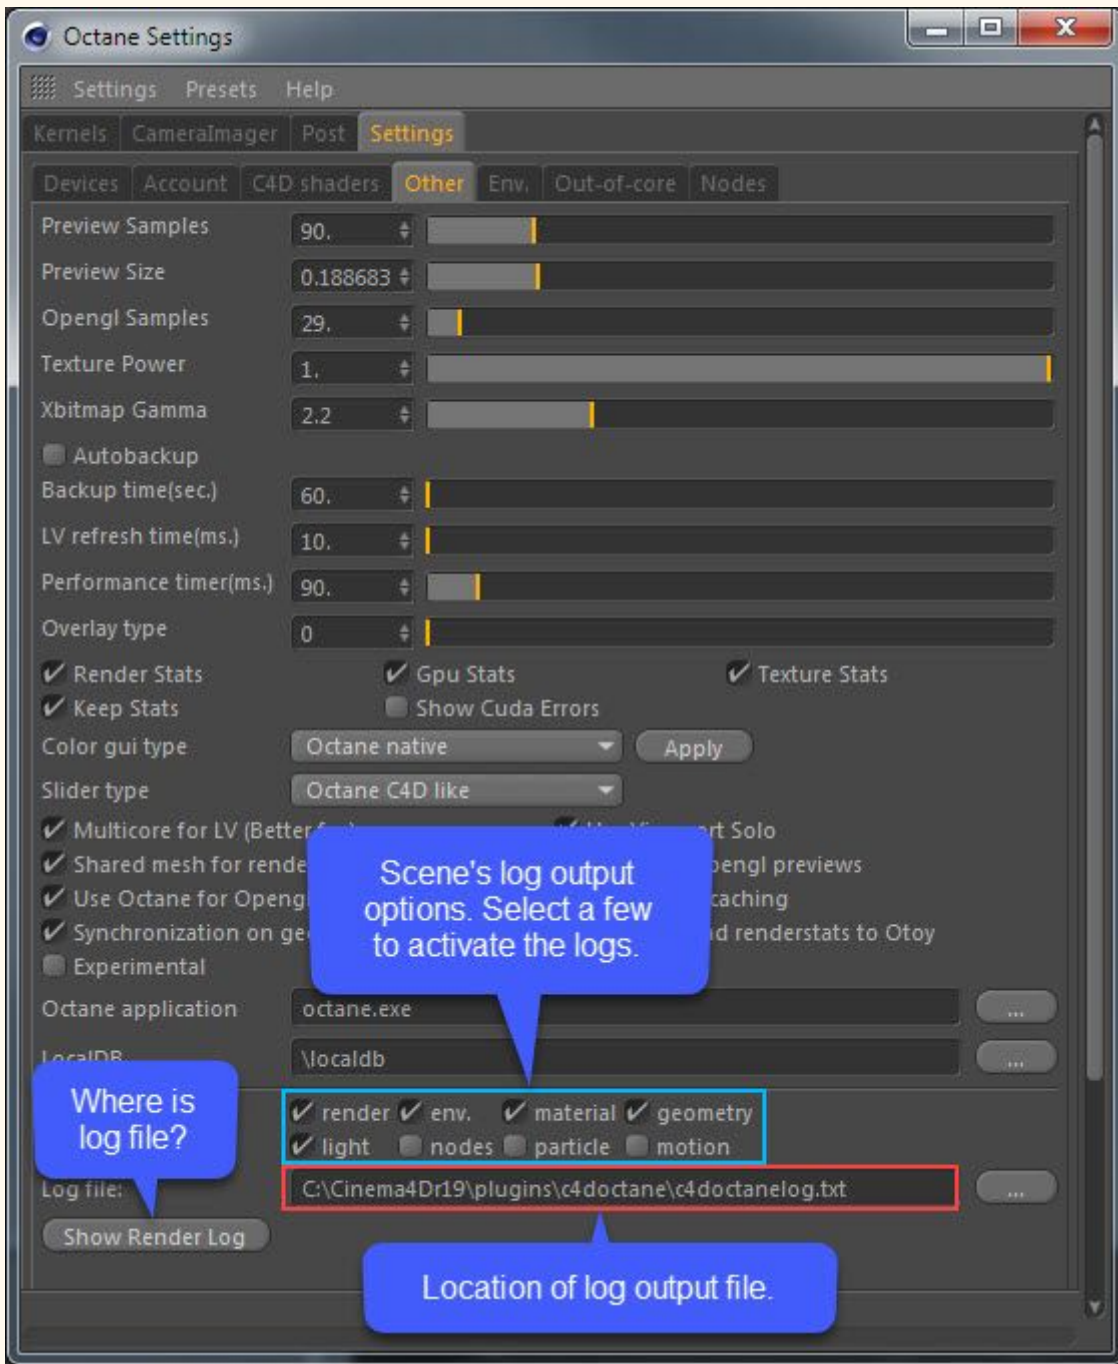 Octane Settings
Settings Presets Help
Kernels CameraImager Post Settings
Devices Account C4D shaders Other Env. Out-of-core Nodes
Preview Samples 90.
Preview Size 0.188683
Opengl Samples 29.
Texture Power 1.
Xbitmap Gamma 2.2
Autobackup
Backup time(sec.) 60.
LV refresh time(ms.) 10.
Performance timer(ms.) 90.
Overlay type 0
Render Stats Gpu Stats Texture Stats
Keep Stats Show Cuda Errors
Color gui type Octane native Apply
Slider type Octane C4D like
Multicore for LV Solo
Shared mesh for previews
Use Octane for caching
Synchronization on renderstats to Otoy
Experimental
Scene's log output
options. Select a few
to activate the logs.
Octane application octane.exe ...
LocalDB \localdb ...
Where is
log file?
render env. material geometry
light nodes particle motion
Log file: C:\Cinema4Dr19\plugins\c4doctane\c4doctanelog.txt ...
Show Render Log
Location of log output file.